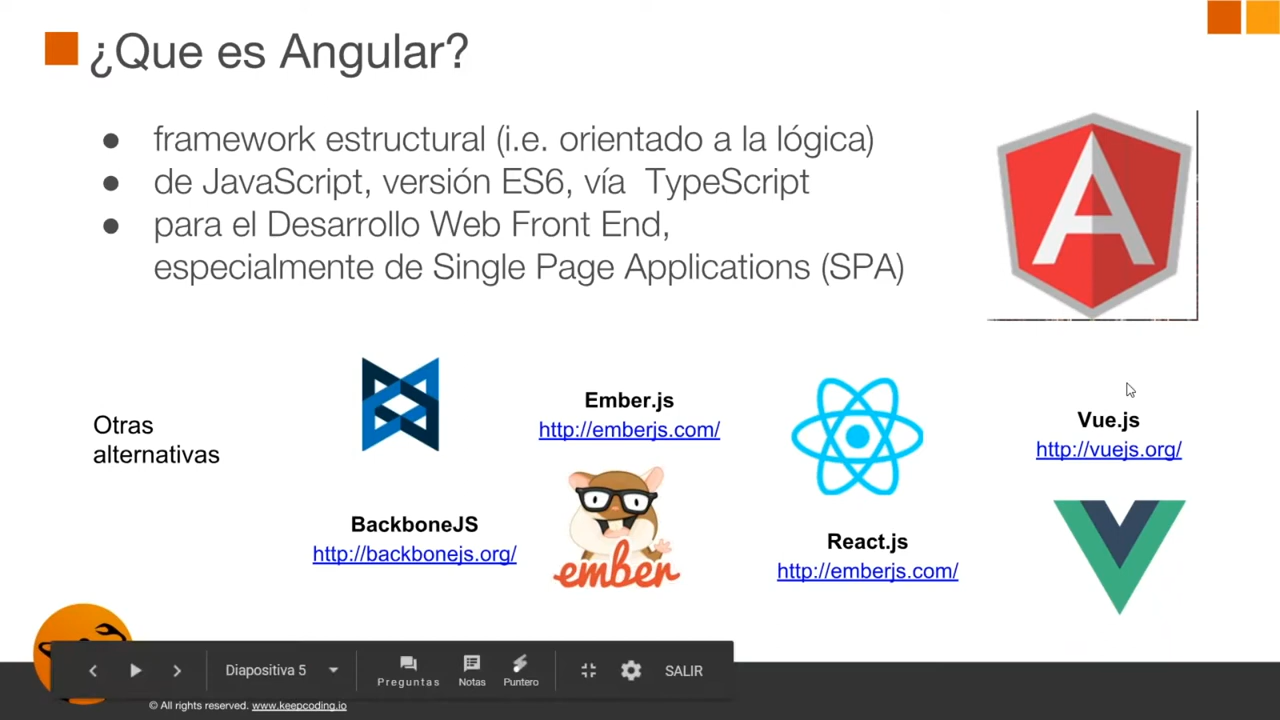 ¿Que es Angular?
● framework estructural (i.e. orientado a la lógica)
● de JavaScript, versión ES6, vía TypeScript
● para el Desarrollo Web Front End,
especialmente de Single Page Applications (SPA)
A
Otras
alternativas
BackboneJS
http://backbonejs.org/
Ember.js
http://emberjs.com/
ember
React.js
http://emberjs.com/
Vue.js
http://vuejs.org/
Diapositiva 5
Preguntas
Notas
Puntero
SALIR
© All rights reserved. www.keepcoding.io